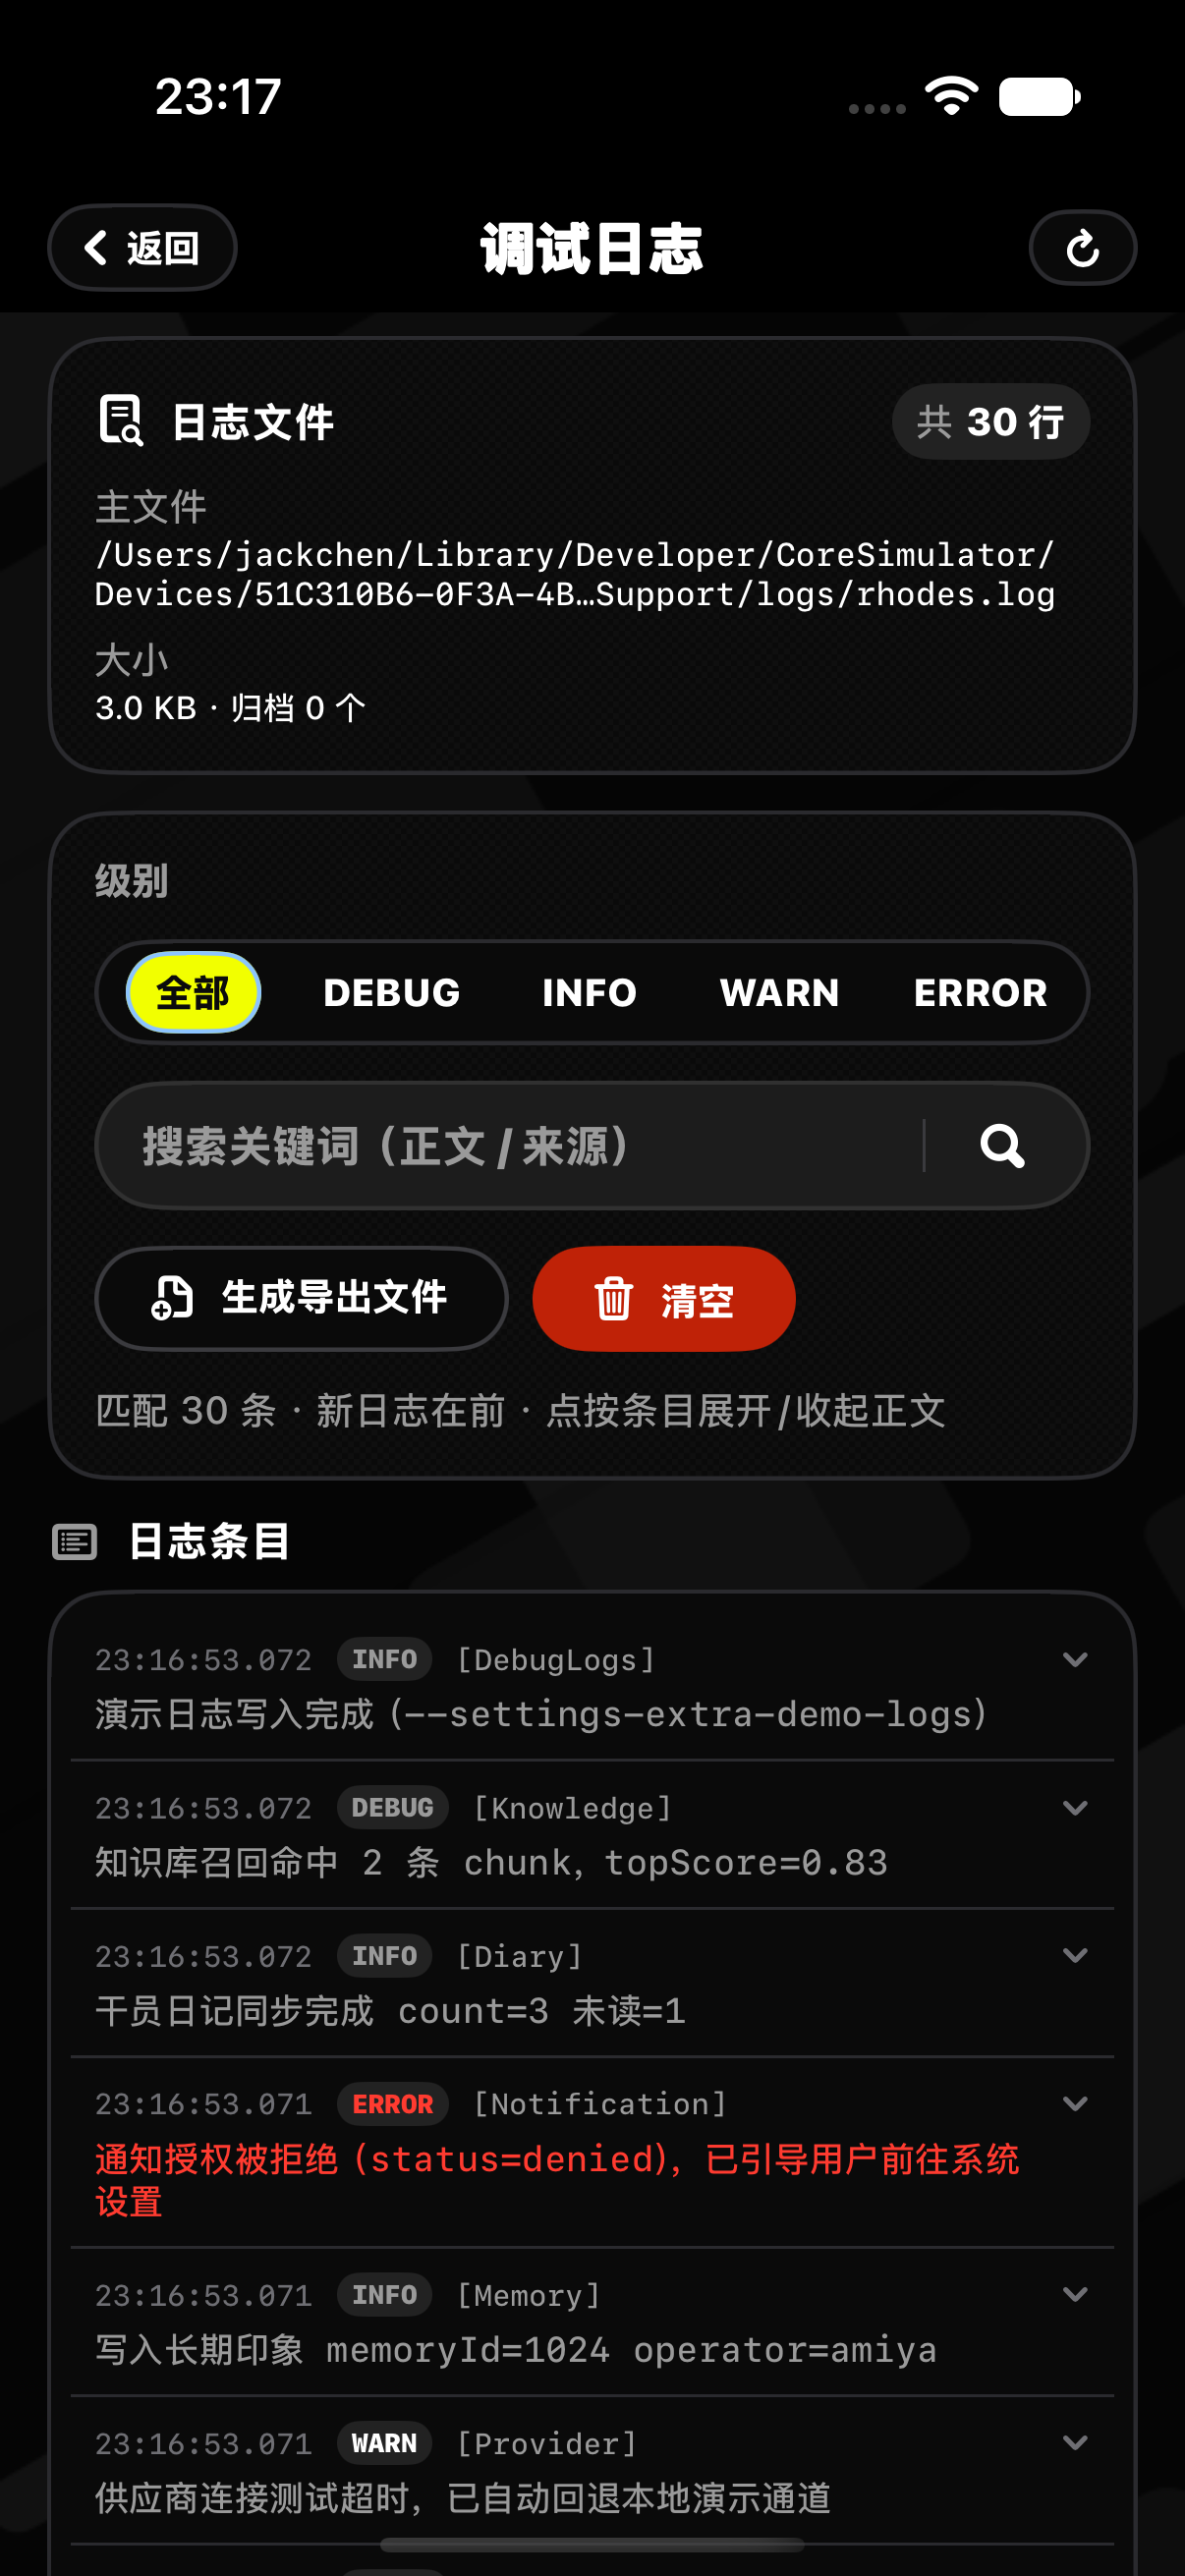 23:17
返回
调试日志
日志文件
共 30 行
主文件
/Users/jackchen/Library/Developer/CoreSimulator/
Devices/51C310B6-0F3A-4B…Support/logs/rhodes.log
大小
3.0 KB · 归档 0 个
级别
全部 DEBUG INFO WARN ERROR
搜索关键词（正文 / 来源）
生成导出文件 清空
匹配 30 条 · 新日志在前 · 点按条目展开/收起正文
日志条目
23:16:53.072 INFO [DebugLogs]
演示日志写入完成（--settings-extra-demo-logs）
23:16:53.072 DEBUG [Knowledge]
知识库召回命中 2 条 chunk，topScore=0.83
23:16:53.072 INFO [Diary]
干员日记同步完成 count=3 未读=1
23:16:53.071 ERROR [Notification]
通知授权被拒绝（status=denied），已引导用户前往系统
设置
23:16:53.071 INFO [Memory]
写入长期印象 memoryId=1024 operator=amiya
23:16:53.071 WARN [Provider]
供应商连接测试超时，已自动回退本地演示通道